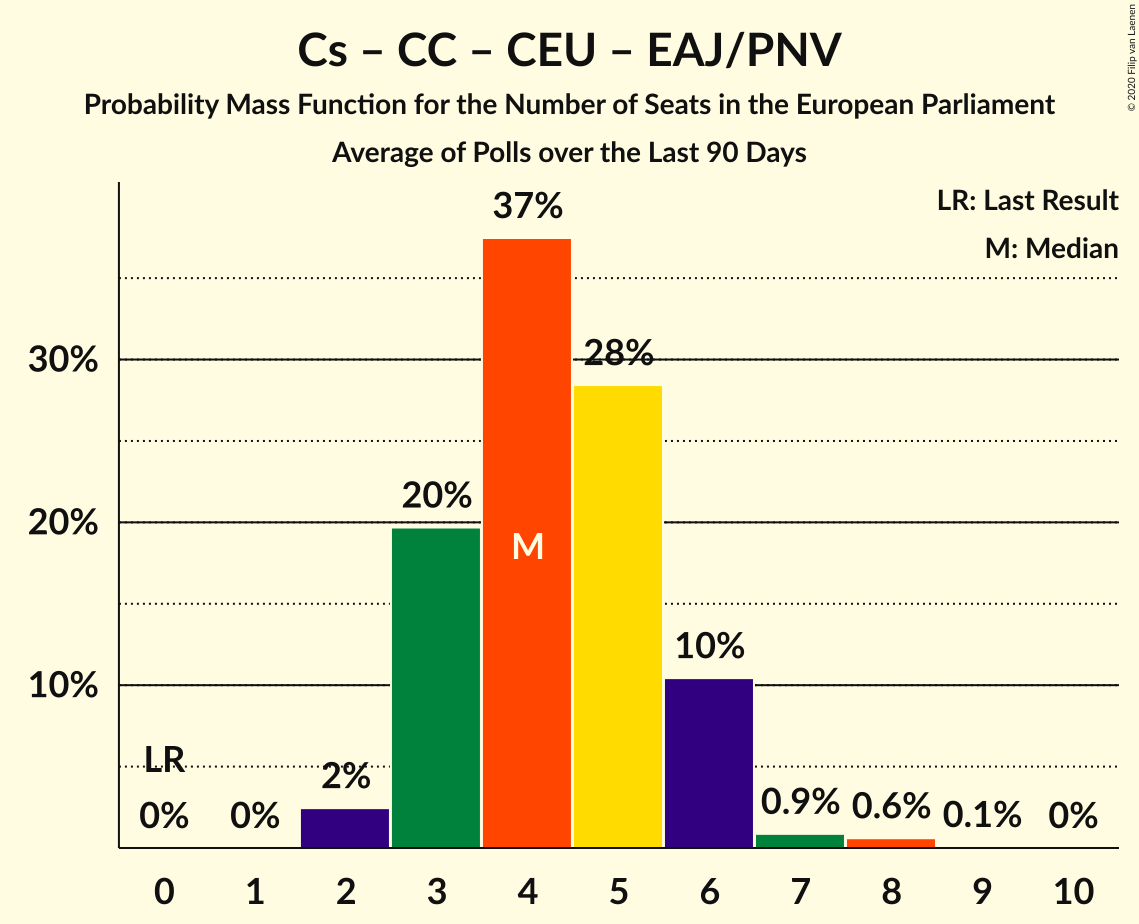 Cs – CC – CEU – EAJ/PNV
Probability Mass Function for the Number of Seats in the European Parliament
Average of Polls over the Last 90 Days
© 2020 Filip van Laenen
LR: Last Result
M: Median
37%
30%
28%
20%
20%
M
10%
10%
LR
0%
0%
2%
0.9%
0.6%
0.1%
0%
0 1 2 3 4 5 6 7 8 9 10